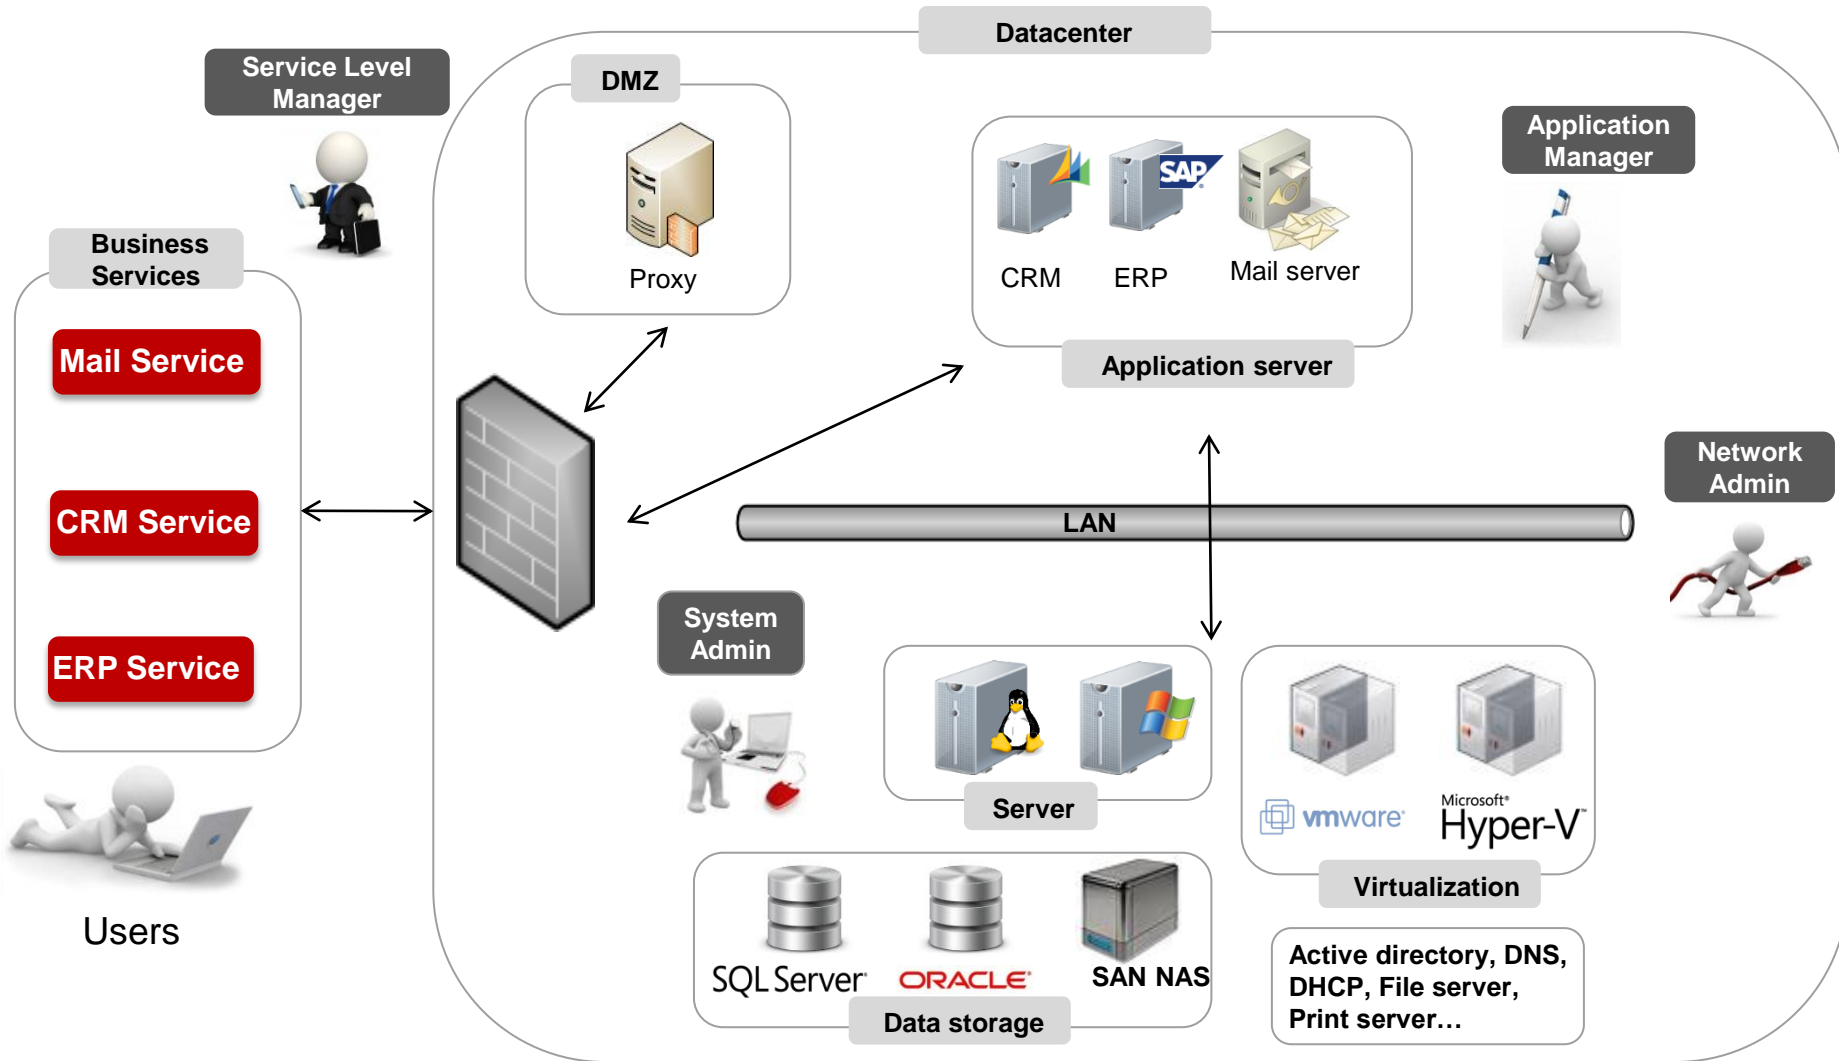 Datacenter
Service Level
Manager
DMZ
Proxy
SAP
CRM
ERP
Mail server
Application server
Application
Manager
Business
Services
Mail Service
CRM Service
ERP Service
Users
LAN
Network
Admin
System
Admin
Server
vmware®
Microsoft®
Hyper-V™
Virtualization
SQL Server®
ORACLE®
SAN NAS
Data storage
Active directory, DNS,
DHCP, File server,
Print server…